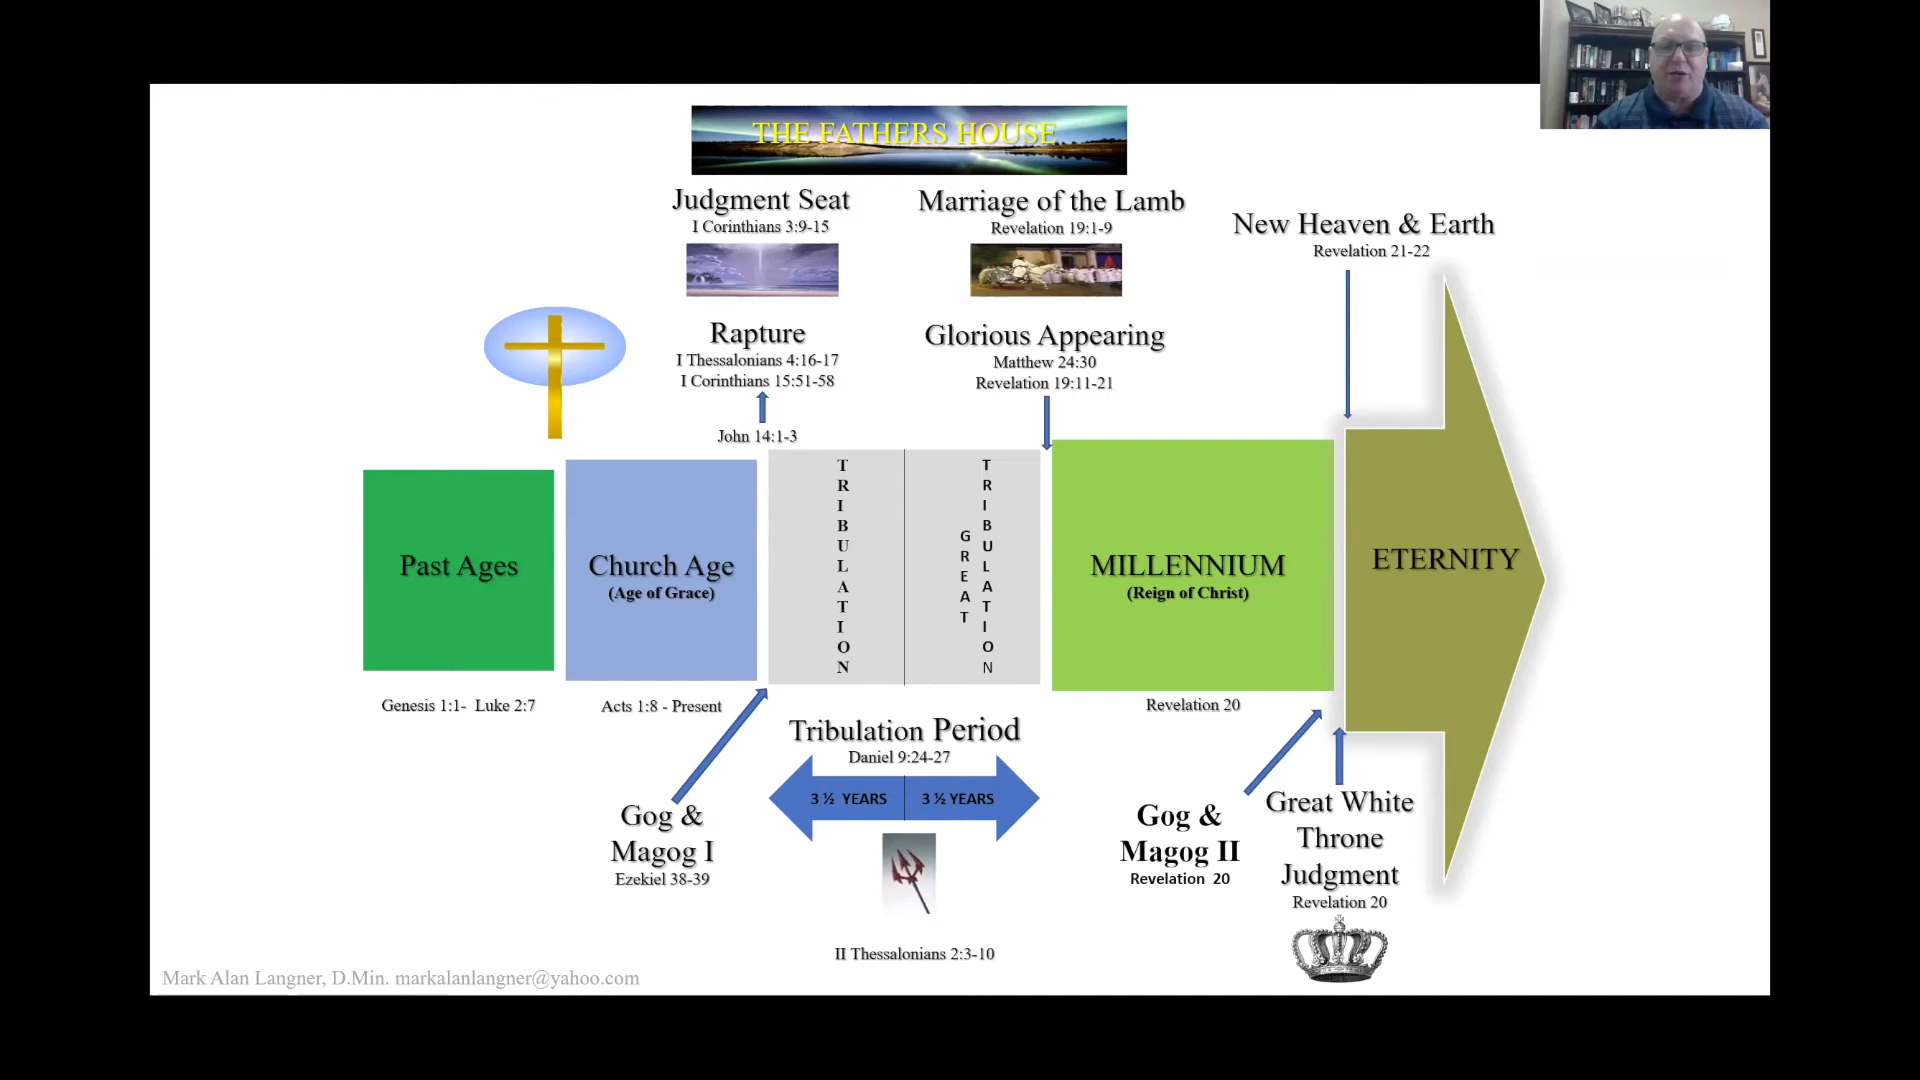 THE FATHERS HOUSE
Judgment Seat
I Corinthians 3:9-15
Marriage of the Lamb
Revelation 19:1-9
New Heaven & Earth
Revelation 21-22
Rapture
I Thessalonians 4:16-17
I Corinthians 15:51-58
John 14:1-3
Glorious Appearing
Matthew 24:30
Revelation 19:11-21
Past Ages
Genesis 1:1-  Luke 2:7
Church Age
(Age of Grace)
Acts 1:8 - Present
TRIBULATION
GREAT
TRIBULATION
MILLENNIUM
(Reign of Christ)
Revelation 20
ETERNITY
Tribulation Period
Daniel 9:24-27
3 ½  YEARS
3 ½ YEARS
II Thessalonians 2:3-10
Gog &
Magog I
Ezekiel 38-39
Gog &
Magog II
Revelation  20
Great White
Throne
Judgment
Revelation 20
Mark Alan Langner, D.Min. markalanlangner@yahoo.com